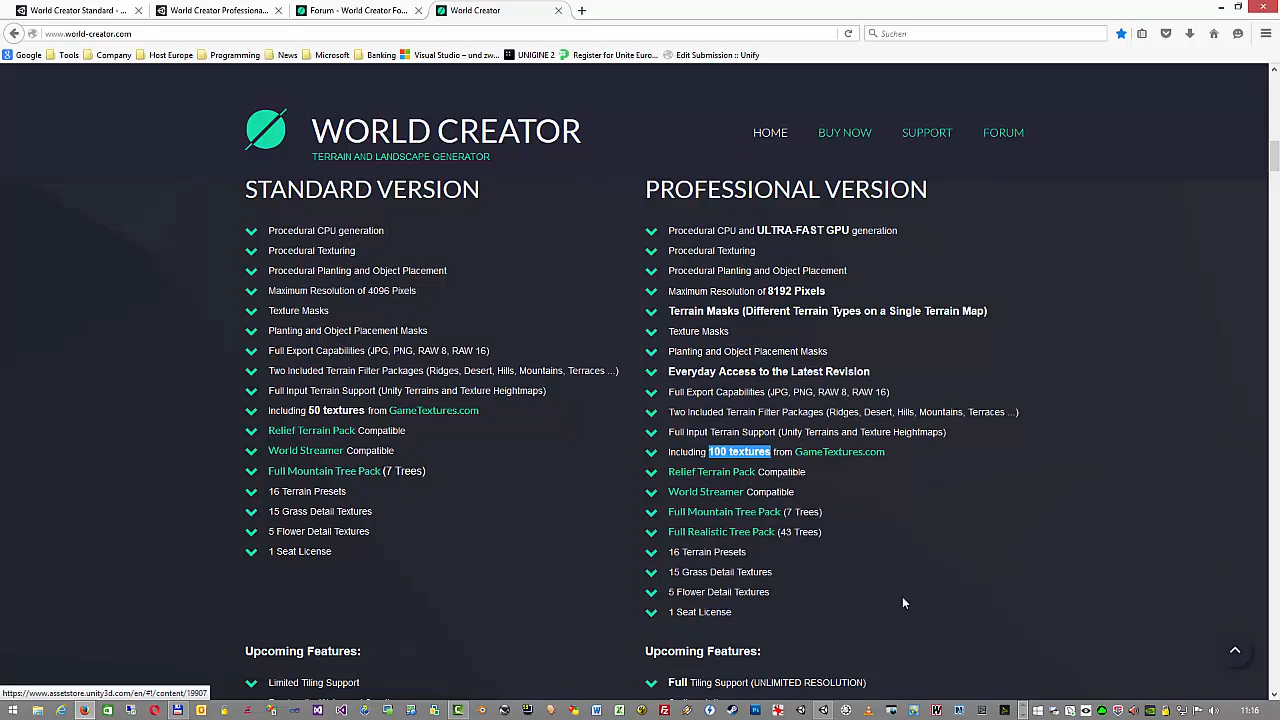 World Creator Standard - ...
World Creator Professiona...
Forum - World Creator Fo...
World Creator
www.world-creator.com
Suchen
Google
Tools
Company
Host Europe
Programming
News
Microsoft
Banking
Visual Studio – und zw...
UNIGINE 2
Register for Unite Euro...
Edit Submission :: Unity
WORLD CREATOR
TERRAIN AND LANDSCAPE GENERATOR
HOME
BUY NOW
SUPPORT
FORUM
STANDARD VERSION
Procedural CPU generation
Procedural Texturing
Procedural Planting and Object Placement
Maximum Resolution of 4096 Pixels
Texture Masks
Planting and Object Placement Masks
Full Export Capabilities (JPG, PNG, RAW 8, RAW 16)
Two Included Terrain Filter Packages (Ridges, Desert, Hills, Mountains, Terraces ...)
Full Input Terrain Support (Unity Terrains and Texture Heightmaps)
Including 50 textures from GameTextures.com
Relief Terrain Pack Compatible
World Streamer Compatible
Full Mountain Tree Pack (7 Trees)
16 Terrain Presets
15 Grass Detail Textures
5 Flower Detail Textures
1 Seat License
Upcoming Features:
Limited Tiling Support
PROFESSIONAL VERSION
Procedural CPU and ULTRA-FAST GPU generation
Procedural Texturing
Procedural Planting and Object Placement
Maximum Resolution of 8192 Pixels
Terrain Masks (Different Terrain Types on a Single Terrain Map)
Texture Masks
Planting and Object Placement Masks
Everyday Access to the Latest Revision
Full Export Capabilities (JPG, PNG, RAW 8, RAW 16)
Two Included Terrain Filter Packages (Ridges, Desert, Hills, Mountains, Terraces ...)
Full Input Terrain Support (Unity Terrains and Texture Heightmaps)
Including 100 textures from GameTextures.com
Relief Terrain Pack Compatible
World Streamer Compatible
Full Mountain Tree Pack (7 Trees)
Full Realistic Tree Pack (43 Trees)
16 Terrain Presets
15 Grass Detail Textures
5 Flower Detail Textures
1 Seat License
Upcoming Features:
Full Tiling Support (UNLIMITED RESOLUTION)
https://www.assetstore.unity3d.com/en/#!/content/19907
11:16